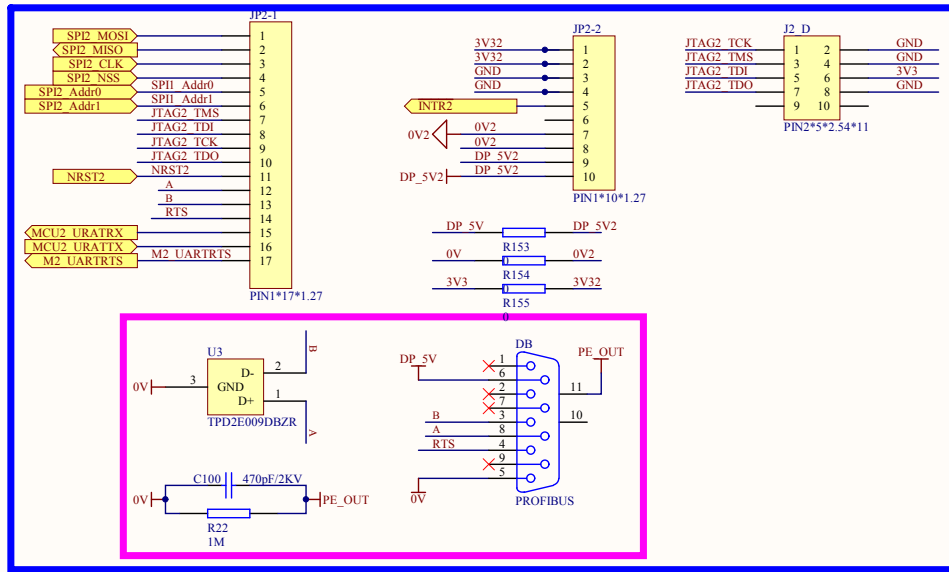 JP2-1
SPI2_MOSI 1
SPI2_MISO 2
SPI2_CLK 3
SPI2_NSS 4
SPI2_Addr0 SPI1_Addr0 5
SPI2_Addr1 SPI1_Addr1 6
JTAG2_TMS 7
JTAG2_TDI 8
JTAG2_TCK 9
JTAG2_TDO 10
NRST2 NRST2 11
A 12
B 13
RTS 14
MCU2_URATRX 15
MCU2_URATTX 16
M2_UARTRTS M2_UARTRTS 17
PIN1*17*1.27
JP2-2
3V32 1
3V32 2
GND 3
GND 4
INTR2 5
6
0V2 0V2 7
0V2 8
DP_5V2 9
DP_5V2 DP_5V2 10
PIN1*10*1.27
J2_D
JTAG2_TCK 1 2 GND
JTAG2_TMS 3 4 GND
JTAG2_TDI 5 6 3V3
JTAG2_TDO 7 8 GND
9 10
PIN2*5*2.54*11
DP_5V DP_5V2
R153
0
0V 0V2
R154
0
3V3 3V32
R155
0
U3
0V 3 GND
D- 2 B
D+ 1 A
TPD2E009DBZR
C100 470pF/2KV
0V PE_OUT
R22
1M
DB
DP_5V PE_OUT
1
6
2
7
B 3
A 8
RTS 4
9
5
0V
11
10
PROFIBUS